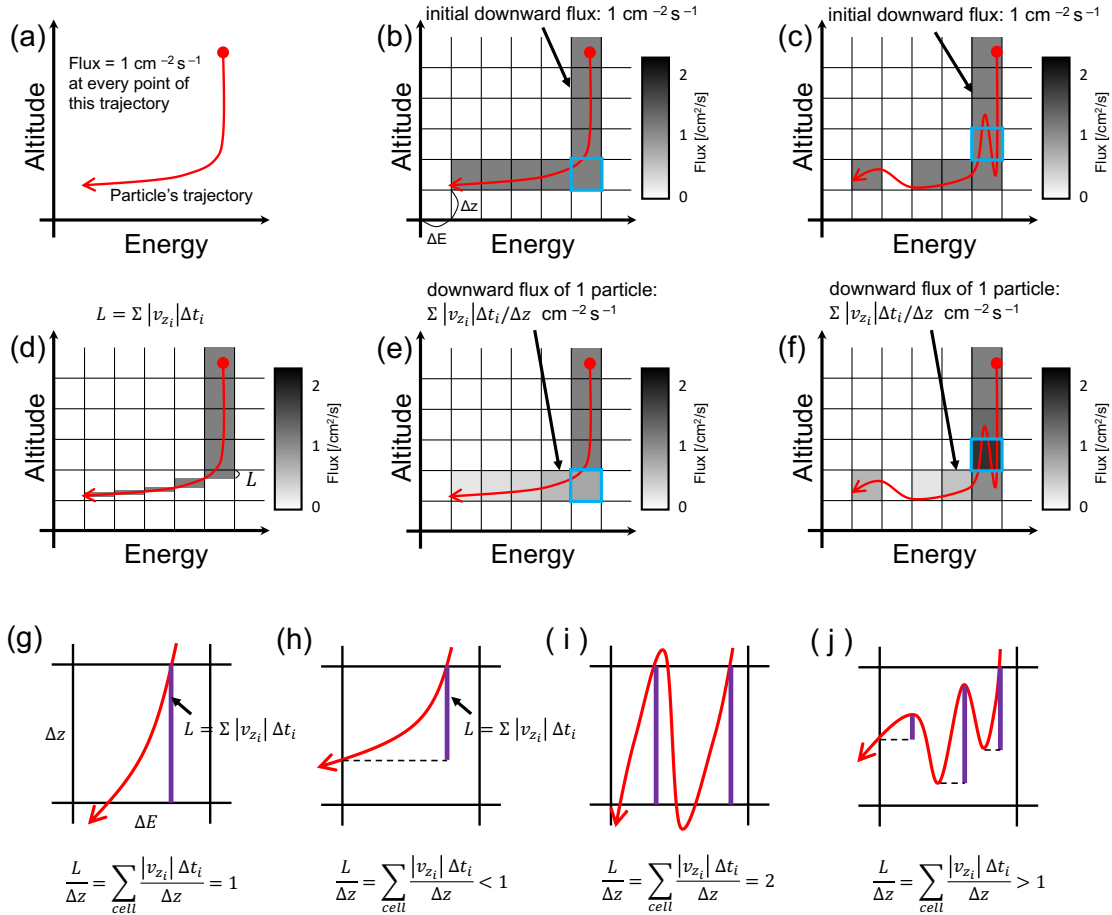 (a)
Flux = 1 cm⁻² s⁻¹
at every point of
this trajectory
Particle's trajectory
Altitude
Energy
(b)
initial downward flux: 1 cm⁻² s⁻¹
Altitude
Δz
ΔE
Energy
2
1
0
Flux [/cm²/s]
(c)
initial downward flux: 1 cm⁻² s⁻¹
Altitude
Energy
2
1
0
Flux [/cm²/s]
(d)
L = Σ |v_{z_i}|Δt_i
Altitude
L
Energy
2
1
0
Flux [/cm²/s]
(e)
downward flux of 1 particle:
Σ |v_{z_i}|Δt_i/Δz cm⁻² s⁻¹
Altitude
Energy
2
1
0
Flux [/cm²/s]
(f)
downward flux of 1 particle:
Σ |v_{z_i}|Δt_i/Δz cm⁻² s⁻¹
Altitude
Energy
2
1
0
Flux [/cm²/s]
(g)
Δz
L = Σ |v_{z_i}| Δt_i
ΔE
L/Δz = ∑_{cell} |v_{z_i}| Δt_i/Δz = 1
(h)
L = Σ |v_{z_i}| Δt_i
L/Δz = ∑_{cell} |v_{z_i}| Δt_i/Δz < 1
( i )
L/Δz = ∑_{cell} |v_{z_i}| Δt_i/Δz = 2
( j )
L/Δz = ∑_{cell} |v_{z_i}| Δt_i/Δz > 1